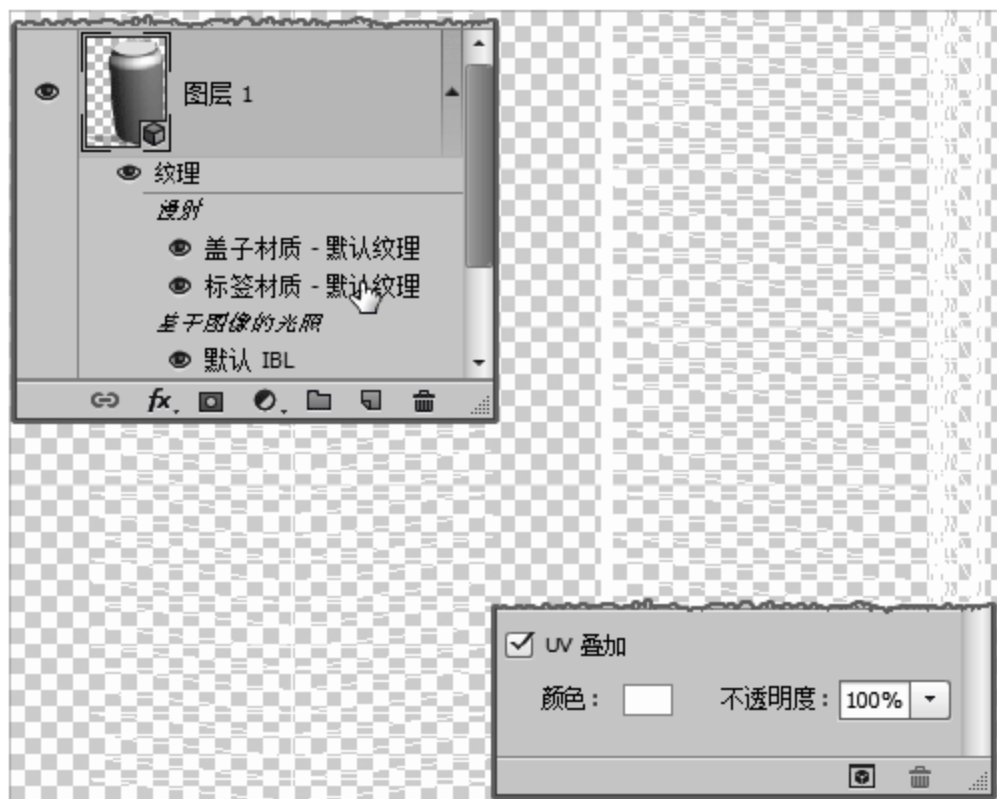 图层 1
纹理
漫射
盖子材质 - 默认纹理
标签材质 - 默认纹理
基于图像的光照
默认 IBL
fx
UV 叠加
颜色： 不透明度： 100%